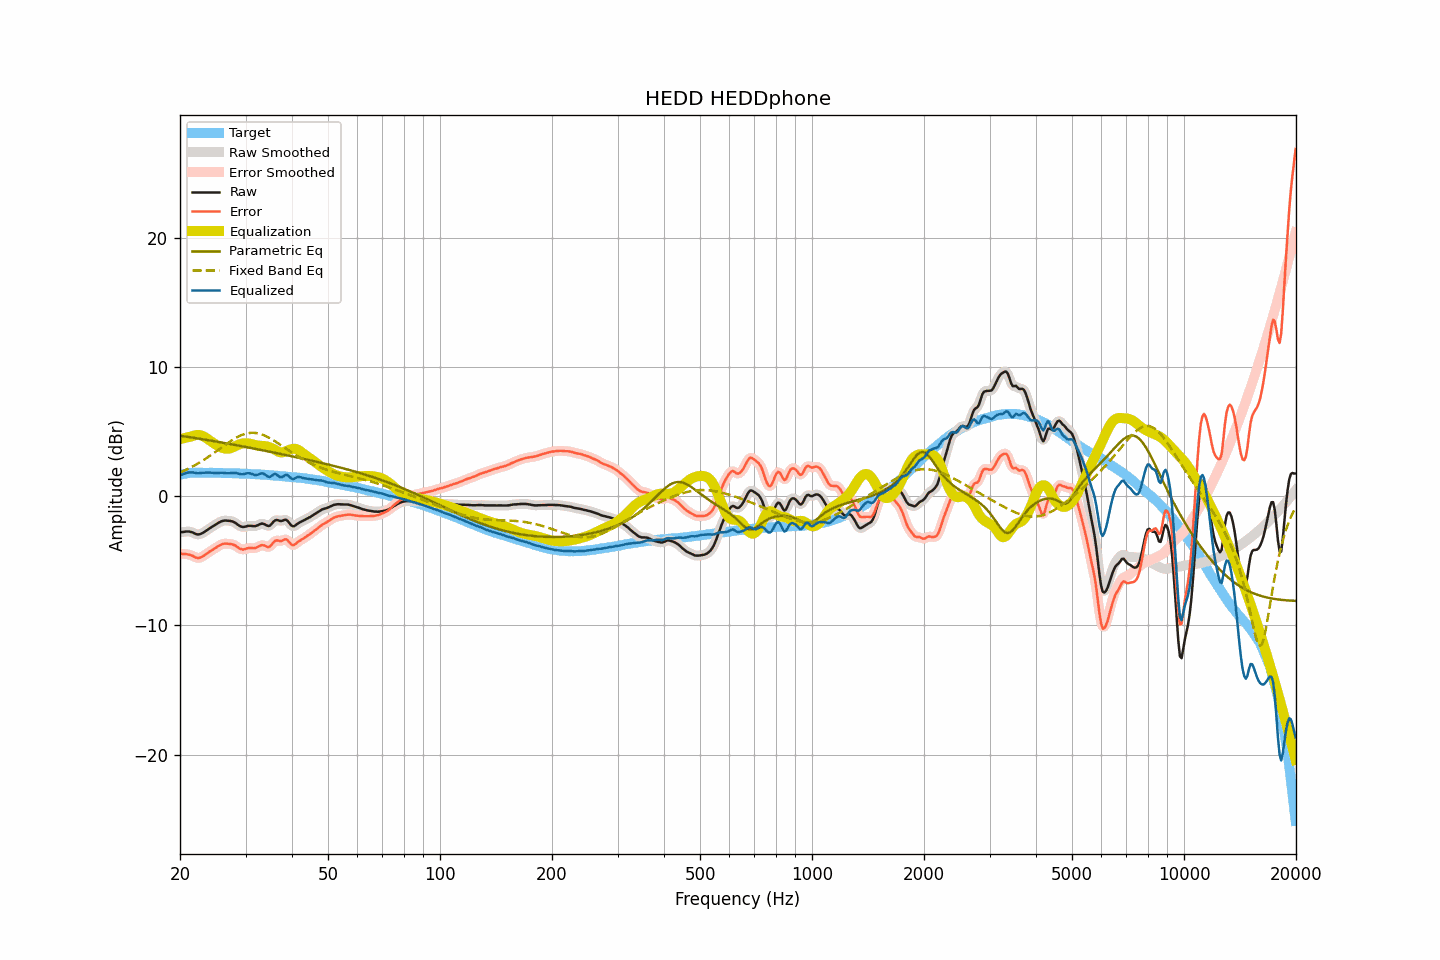 HEDD HEDDphone
Target
Raw Smoothed
Error Smoothed
Raw
Error
Equalization
Parametric Eq
Fixed Band Eq
Equalized
Amplitude (dBr)
20
10
0
−10
−20
20 50 100 200 500 1000 2000 5000 10000 20000
Frequency (Hz)